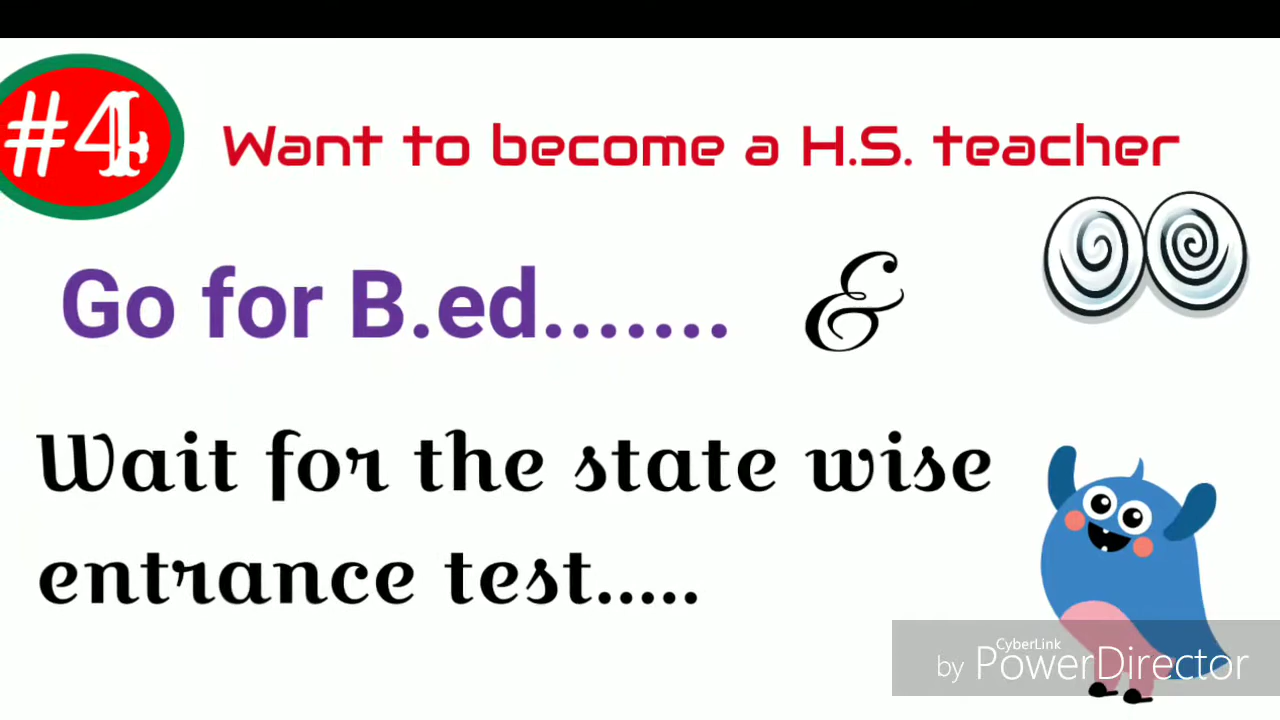 #4
Want to become a H.S. teacher
Go for B.ed....... &
Wait for the state wise
entrance test.....
CyberLink
by PowerDirector